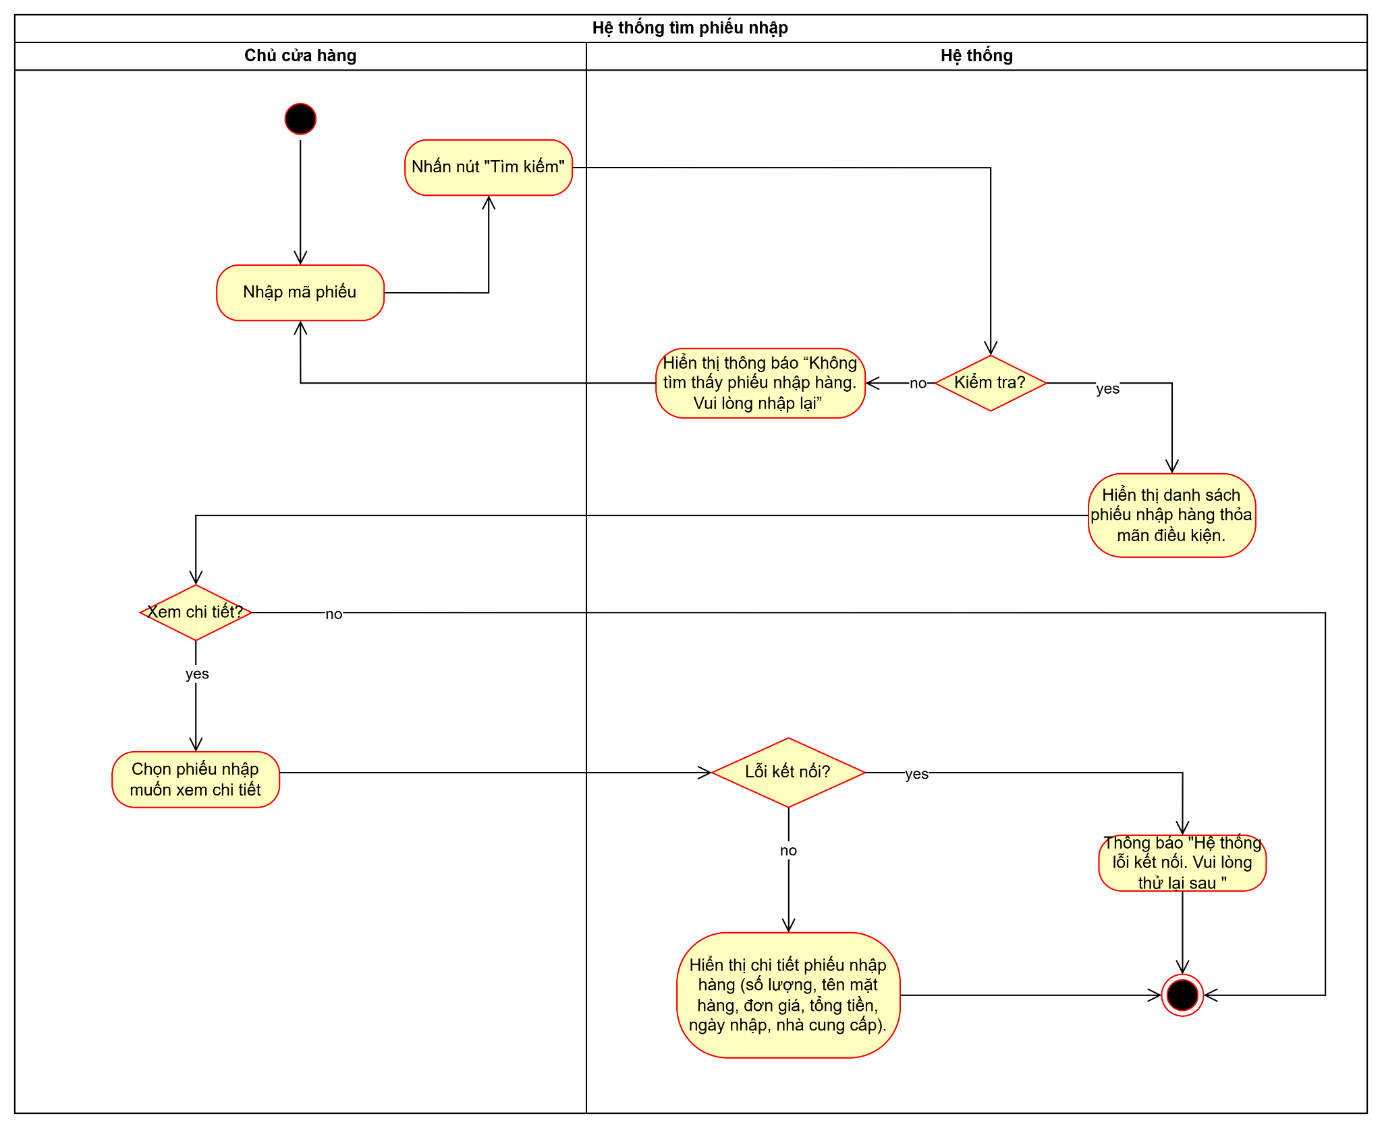 Hệ thống tìm phiếu nhập
Chủ cửa hàng
Hệ thống
Nhấn nút "Tìm kiếm"
Nhập mã phiếu
Hiển thị thông báo “Không
tìm thấy phiếu nhập hàng.
Vui lòng nhập lại”
no
Kiểm tra?
yes
Hiển thị danh sách
phiếu nhập hàng thỏa
mãn điều kiện.
Xem chi tiết?
no
yes
Chọn phiếu nhập
muốn xem chi tiết
Lỗi kết nối?
yes
no
Thông báo "Hệ thống
lỗi kết nối. Vui lòng
thử lại sau "
Hiển thị chi tiết phiếu nhập
hàng (số lượng, tên mặt
hàng, đơn giá, tổng tiền,
ngày nhập, nhà cung cấp).